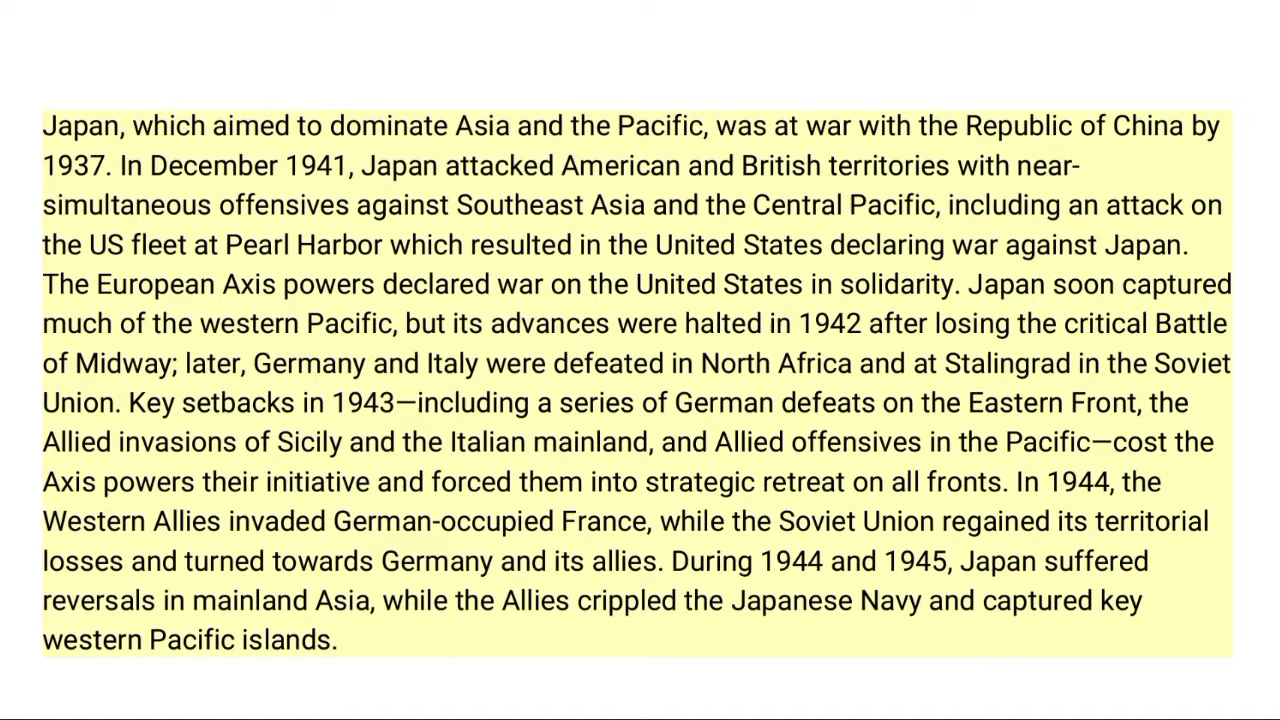 Japan, which aimed to dominate Asia and the Pacific, was at war with the Republic of China by
1937. In December 1941, Japan attacked American and British territories with near-
simultaneous offensives against Southeast Asia and the Central Pacific, including an attack on
the US fleet at Pearl Harbor which resulted in the United States declaring war against Japan.
The European Axis powers declared war on the United States in solidarity. Japan soon captured
much of the western Pacific, but its advances were halted in 1942 after losing the critical Battle
of Midway; later, Germany and Italy were defeated in North Africa and at Stalingrad in the Soviet
Union. Key setbacks in 1943—including a series of German defeats on the Eastern Front, the
Allied invasions of Sicily and the Italian mainland, and Allied offensives in the Pacific—cost the
Axis powers their initiative and forced them into strategic retreat on all fronts. In 1944, the
Western Allies invaded German-occupied France, while the Soviet Union regained its territorial
losses and turned towards Germany and its allies. During 1944 and 1945, Japan suffered
reversals in mainland Asia, while the Allies crippled the Japanese Navy and captured key
western Pacific islands.